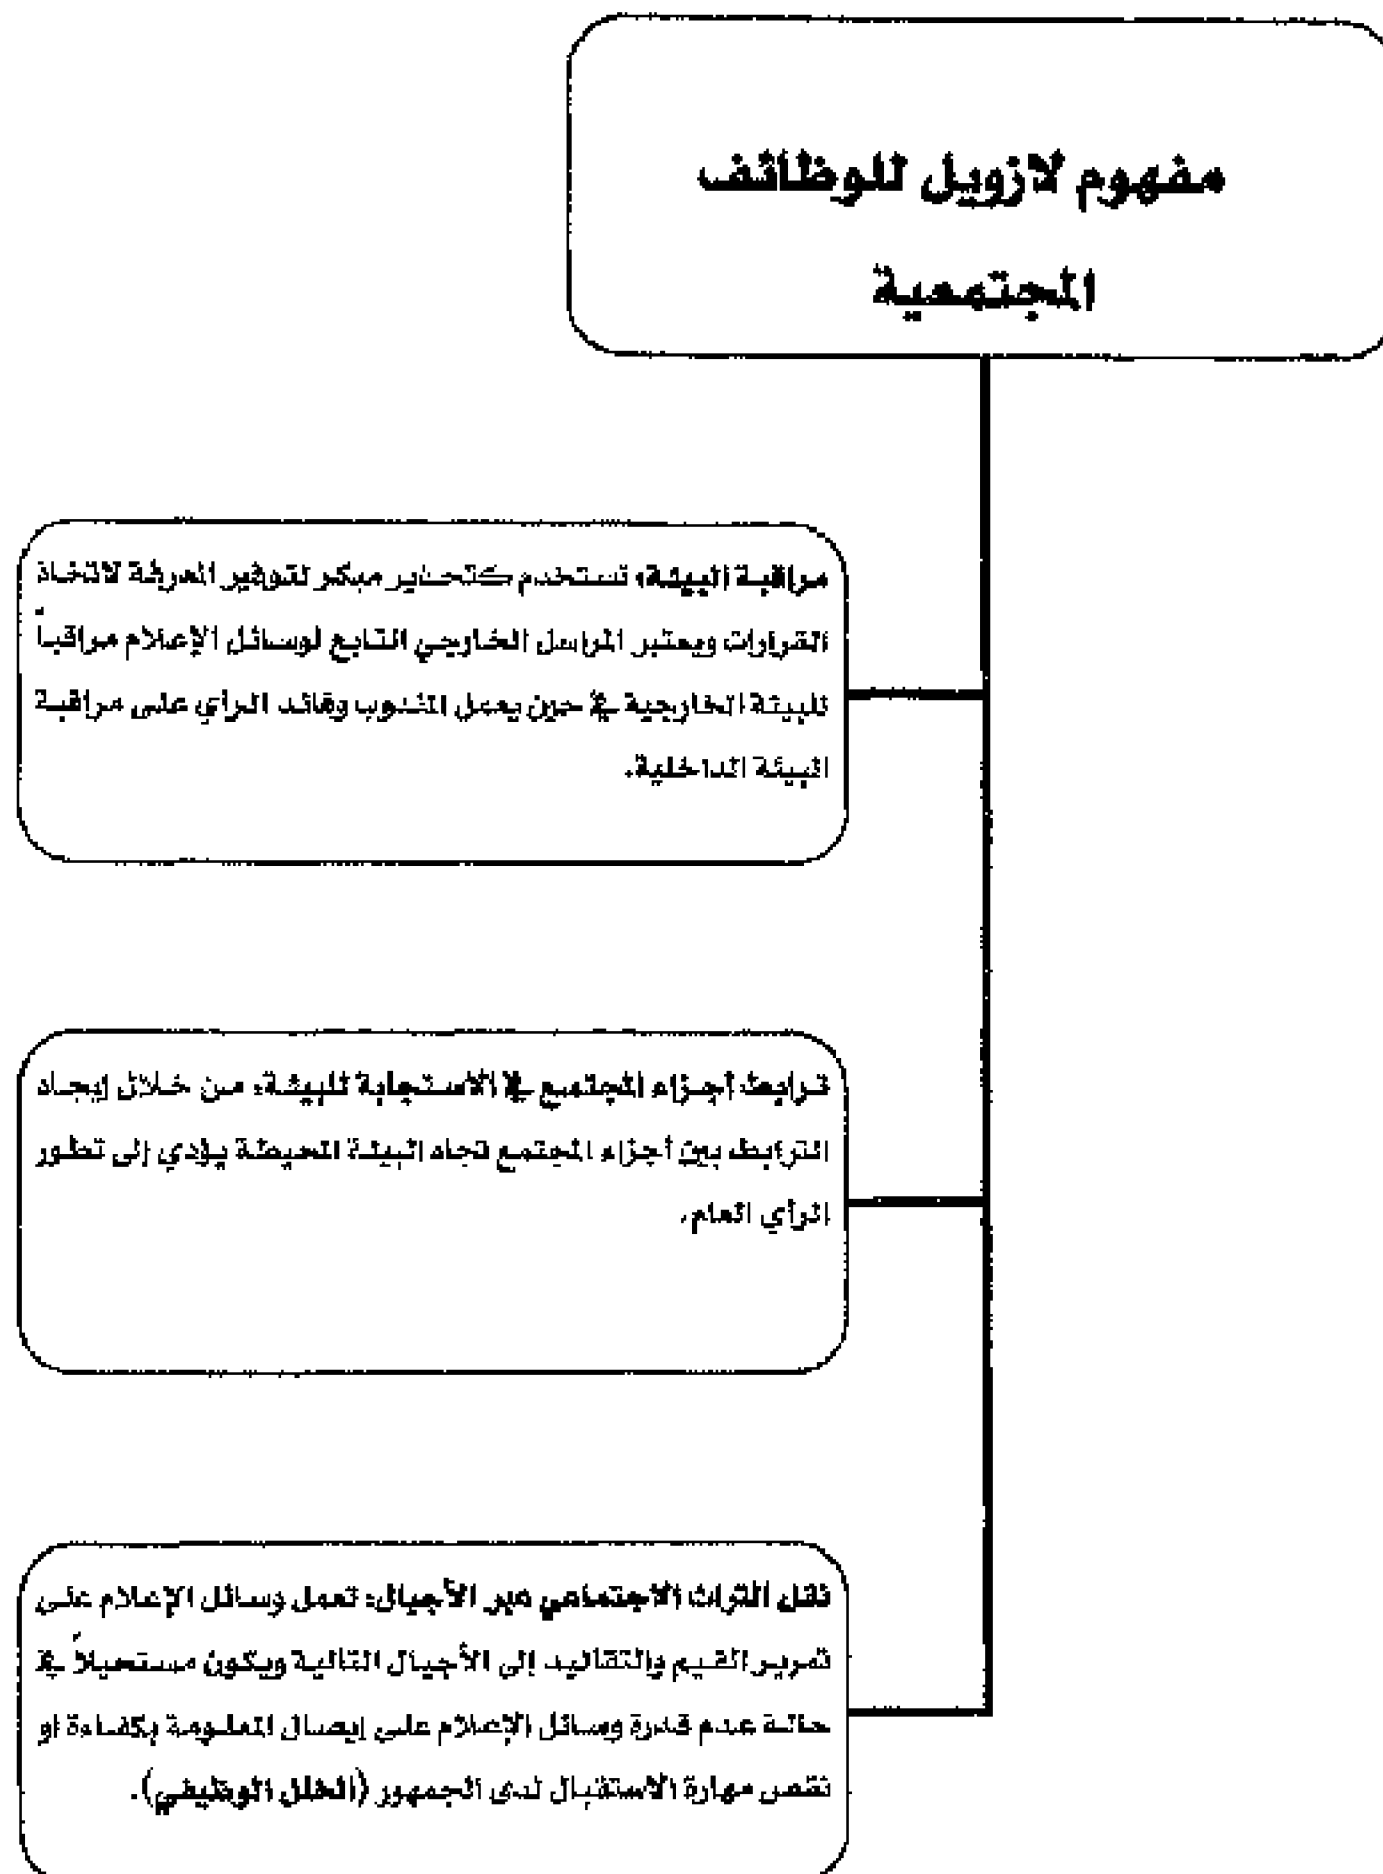 مفهوم لازويل للوظائف
المجتمعية
مراقبة البيئة: تستخدم كتحذير مبكر لتوفير المعرفة لاتخاذ
القرارات ويعتبر المراسل الخارجي التابع لوسائل الإعلام مراقباً
للبيئة الخارجية في حين يعمل المندوب وقائد الرأي على مراقبة
البيئة الداخلية.
ترابط أجزاء المجتمع في الاستجابة للبيئة: من خلال إيجاد
الترابط بين أجزاء المجتمع تجاه البيئة المحيطة يؤدي إلى تطور
الرأي العام.
نقل التراث الاجتماعي عبر الأجيال: تعمل وسائل الإعلام على
تمرير القيم والتقاليد إلى الأجيال التالية ويكون مستحيلاً في
حالة عدم قدرة وسائل الإعلام على إيصال المعلومة بكفاءة او
نقص مهارة الاستقبال لدى الجمهور (الخلل الوظيفي).